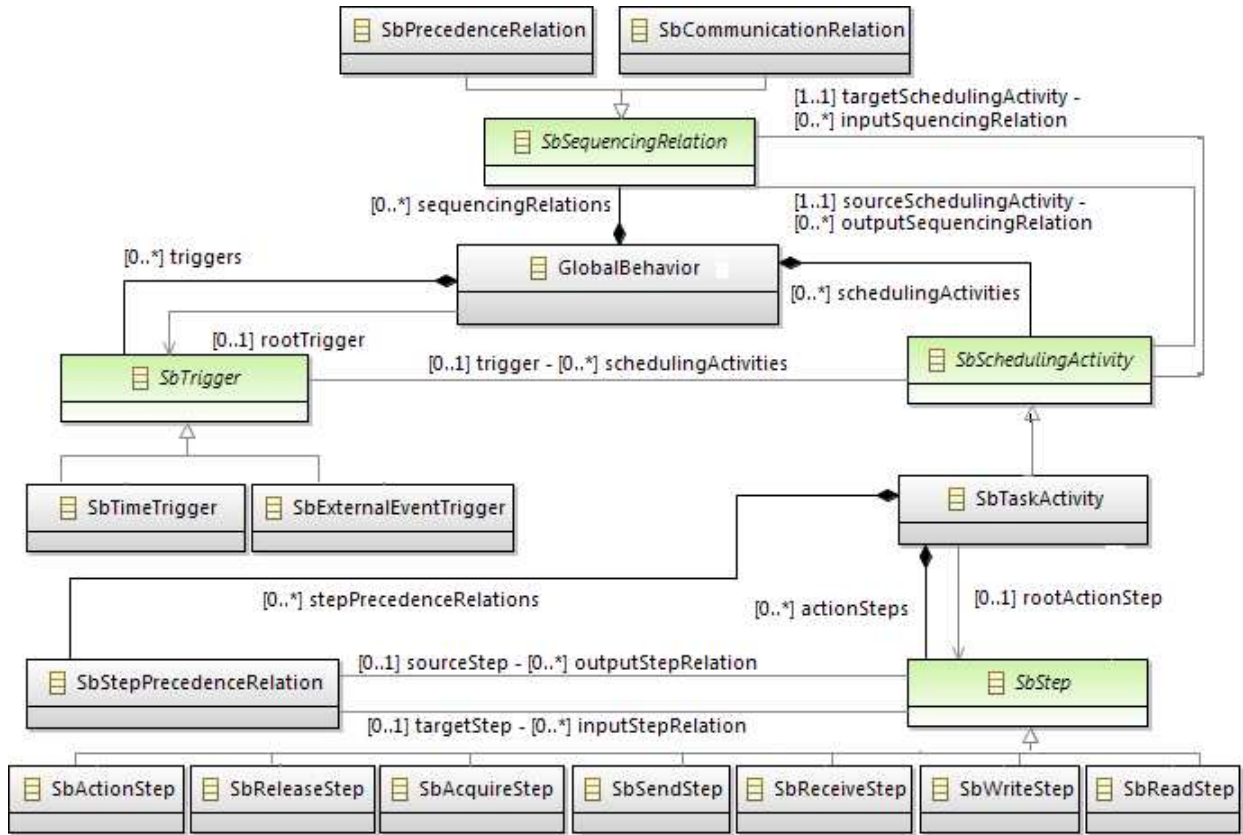 SbPrecedenceRelation
SbCommunicationRelation
[1..1] targetSchedulingActivity -
[0..*] inputSquencingRelation
SbSequencingRelation
[0..*] sequencingRelations
[1..1] sourceSchedulingActivity -
[0..*] outputSequencingRelation
[0..*] triggers
GlobalBehavior
[0..*] schedulingActivities
[0..1] rootTrigger
SbTrigger
[0..1] trigger - [0..*] schedulingActivities
SbSchedulingActivity
SbTimeTrigger
SbExternalEventTrigger
SbTaskActivity
[0..*] stepPrecedenceRelations
[0..*] actionSteps
[0..1] rootActionStep
SbStepPrecedenceRelation
[0..1] sourceStep - [0..*] outputStepRelation
SbStep
[0..1] targetStep - [0..*] inputStepRelation
SbActionStep
SbReleaseStep
SbAcquireStep
SbSendStep
SbReceiveStep
SbWriteStep
SbReadStep